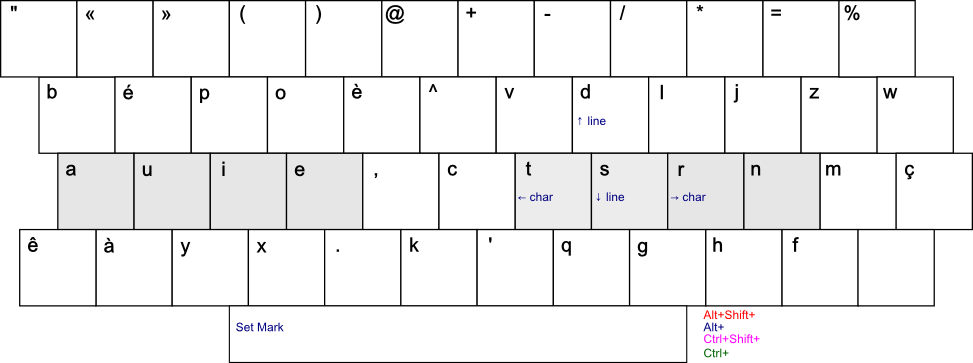 " « » ( ) @ + - / * = %
b é p o è ^ v d l j z w
↑ line
a u i e , c t s r n m ç
← char ↓ line → char
ê à y x . k ' q g h f
Set Mark
Alt+Shift+
Alt+
Ctrl+Shift+
Ctrl+